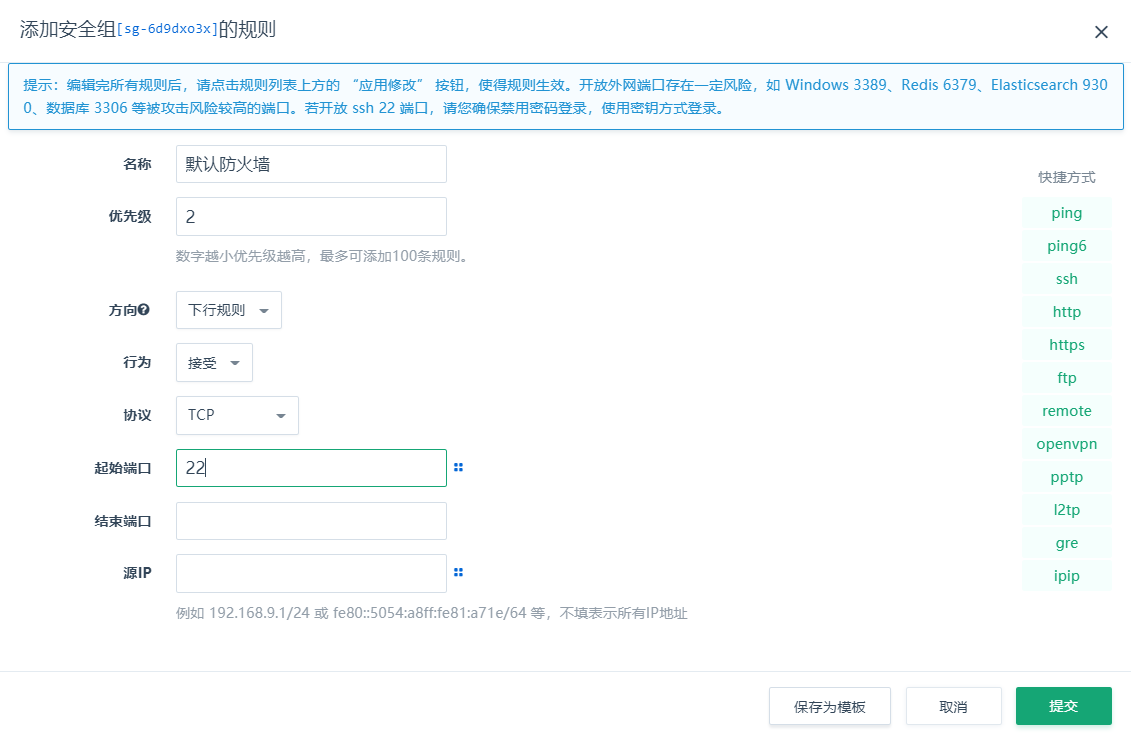 添加安全组[sg-6d9dxo3x]的规则
提示：编辑完所有规则后，请点击规则列表上方的 “应用修改” 按钮，使得规则生效。开放外网端口存在一定风险，如 Windows 3389、Redis 6379、Elasticsearch 930
0、数据库 3306 等被攻击风险较高的端口。若开放 ssh 22 端口，请您确保禁用密码登录，使用密钥方式登录。
名称 默认防火墙
快捷方式
优先级 2
数字越小优先级越高，最多可添加100条规则。
方向 下行规则
行为 接受
协议 TCP
起始端口 22
结束端口
源IP
例如 192.168.9.1/24 或 fe80::5054:a8ff:fe81:a71e/64 等，不填表示所有IP地址
ping
ping6
ssh
http
https
ftp
remote
openvpn
pptp
l2tp
gre
ipip
保存为模板 取消 提交